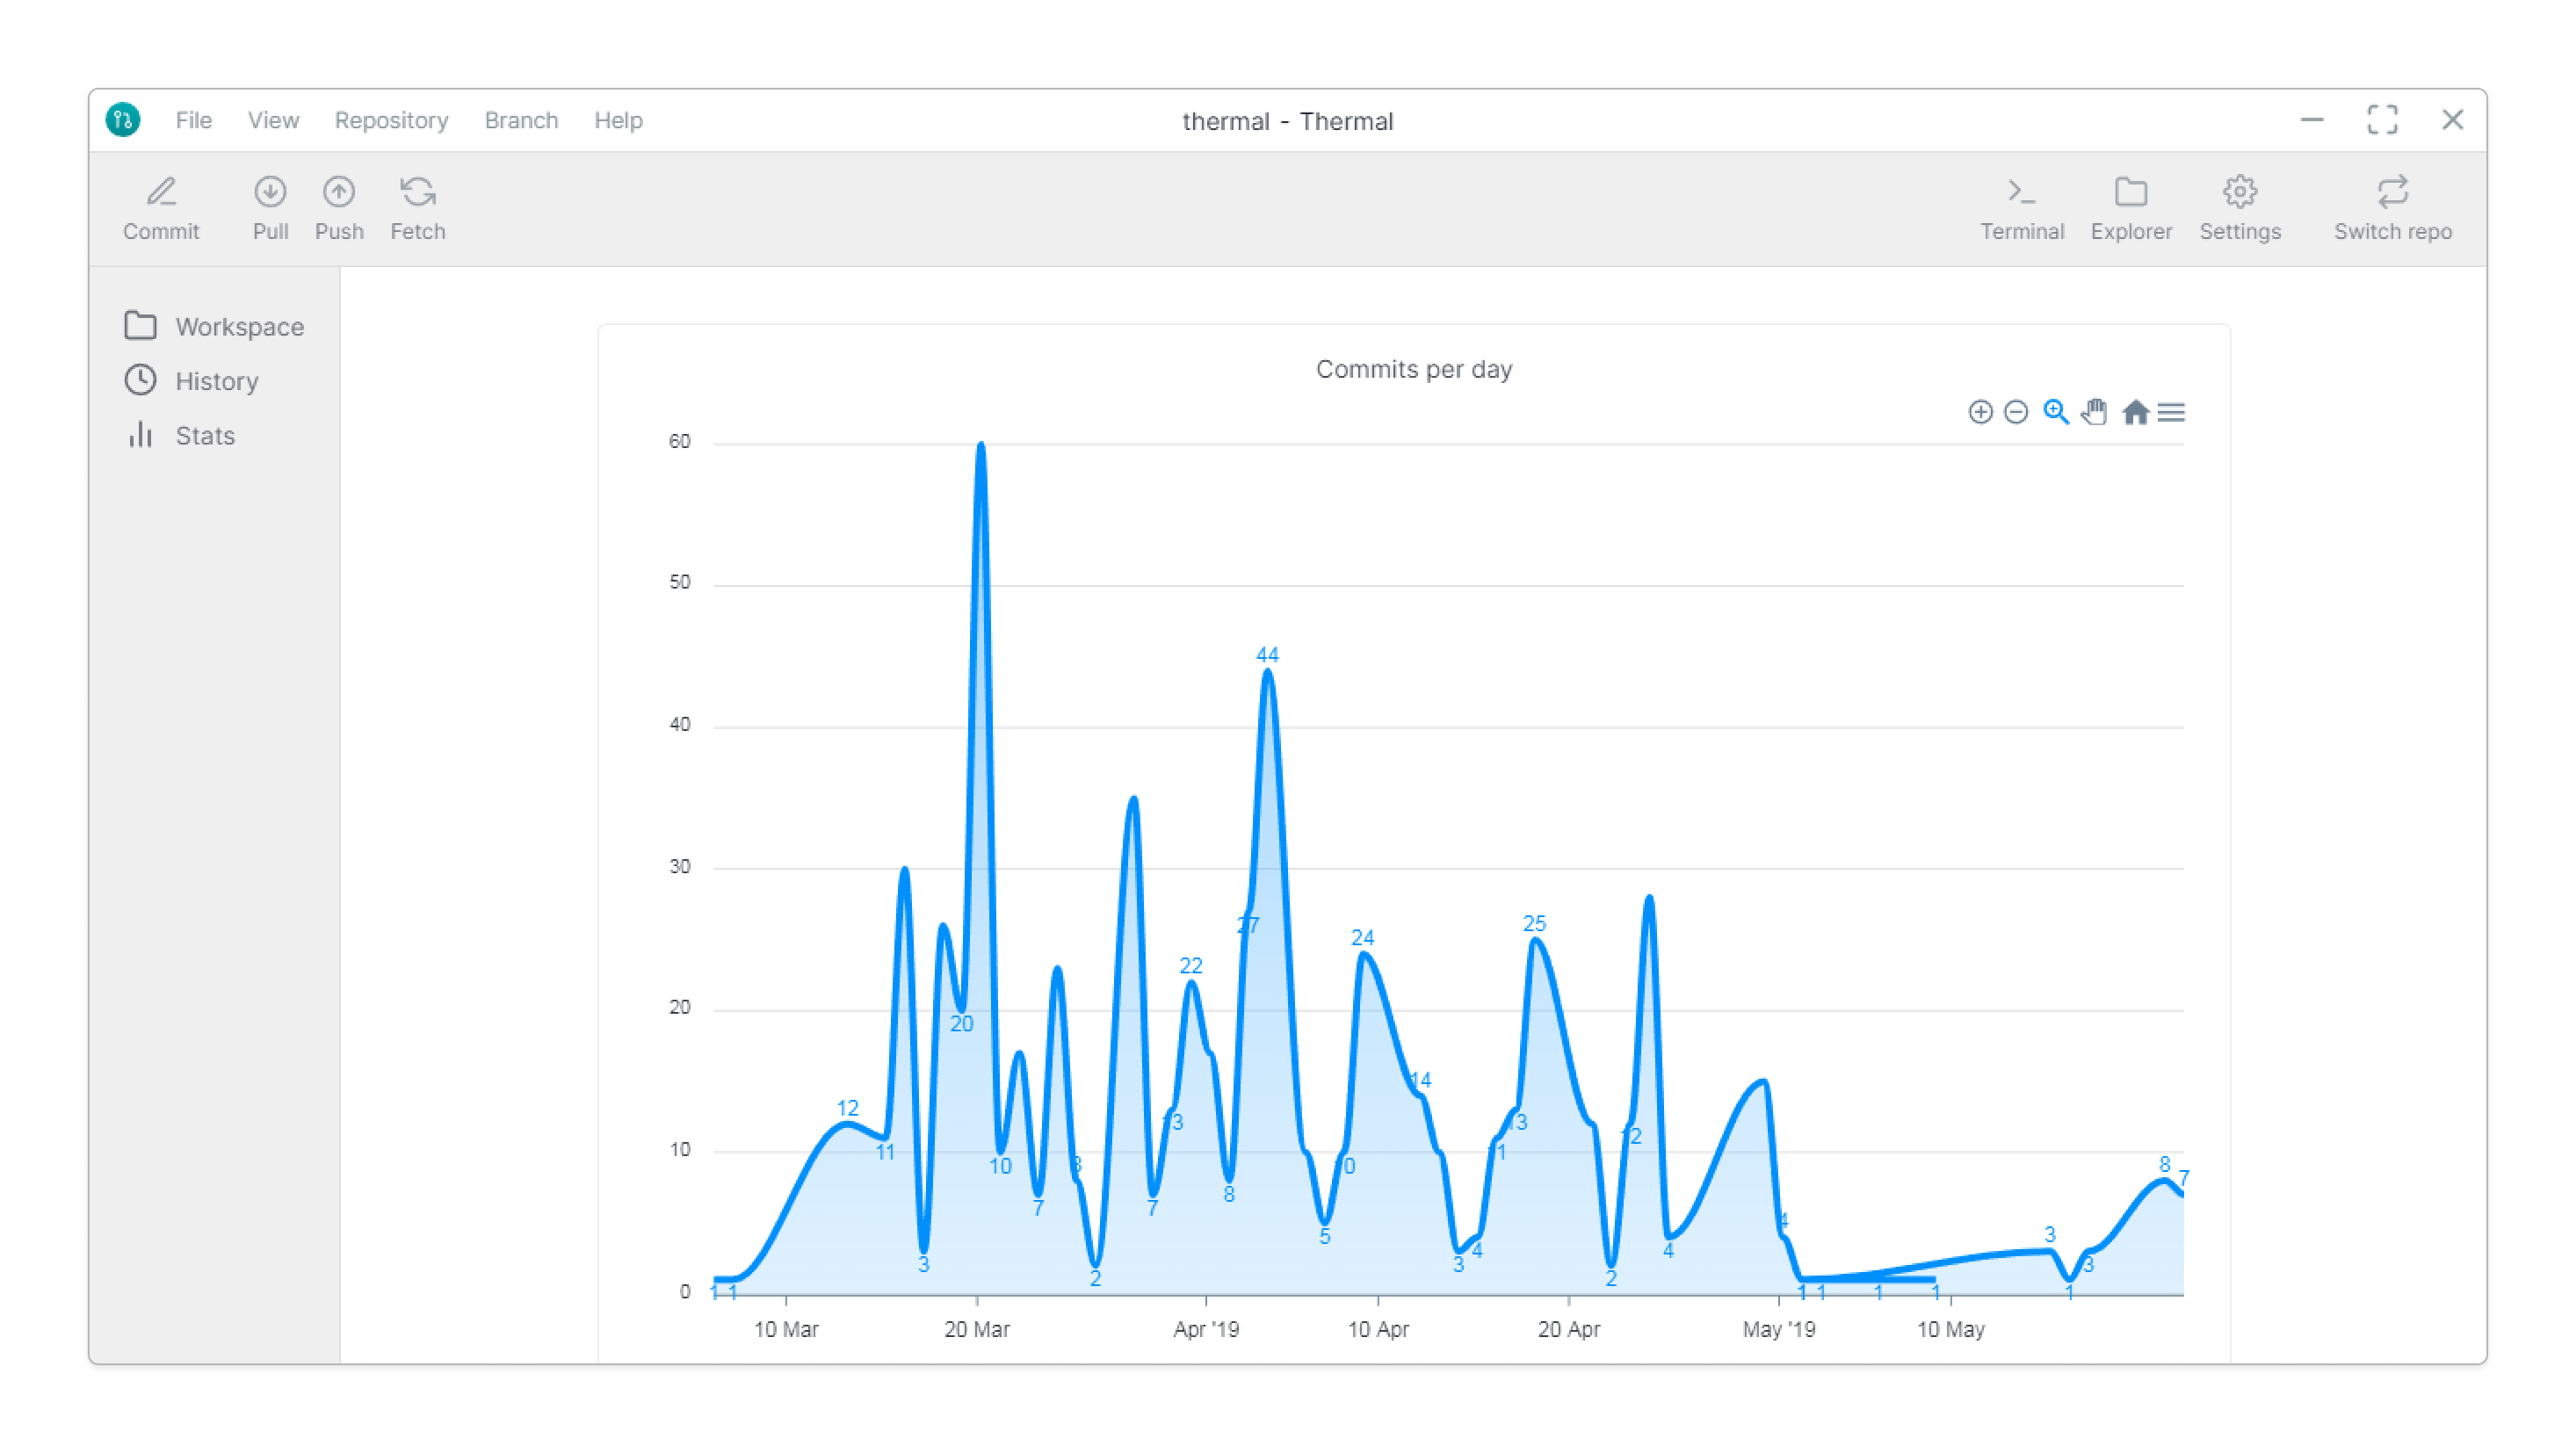 File View Repository Branch Help
thermal - Thermal
Commit Pull Push Fetch
Terminal Explorer Settings Switch repo
Workspace
History
Stats
Commits per day
60
50
40
30
20
10
0
1 1 12 11 3 20 10 7 8 2 7 13 22 8 27 44 5 10 24 14 3 4 11 13 25 2 12 4 4 1 1 1 1 3 1 3 8 7
10 Mar 20 Mar Apr '19 10 Apr 20 Apr May '19 10 May